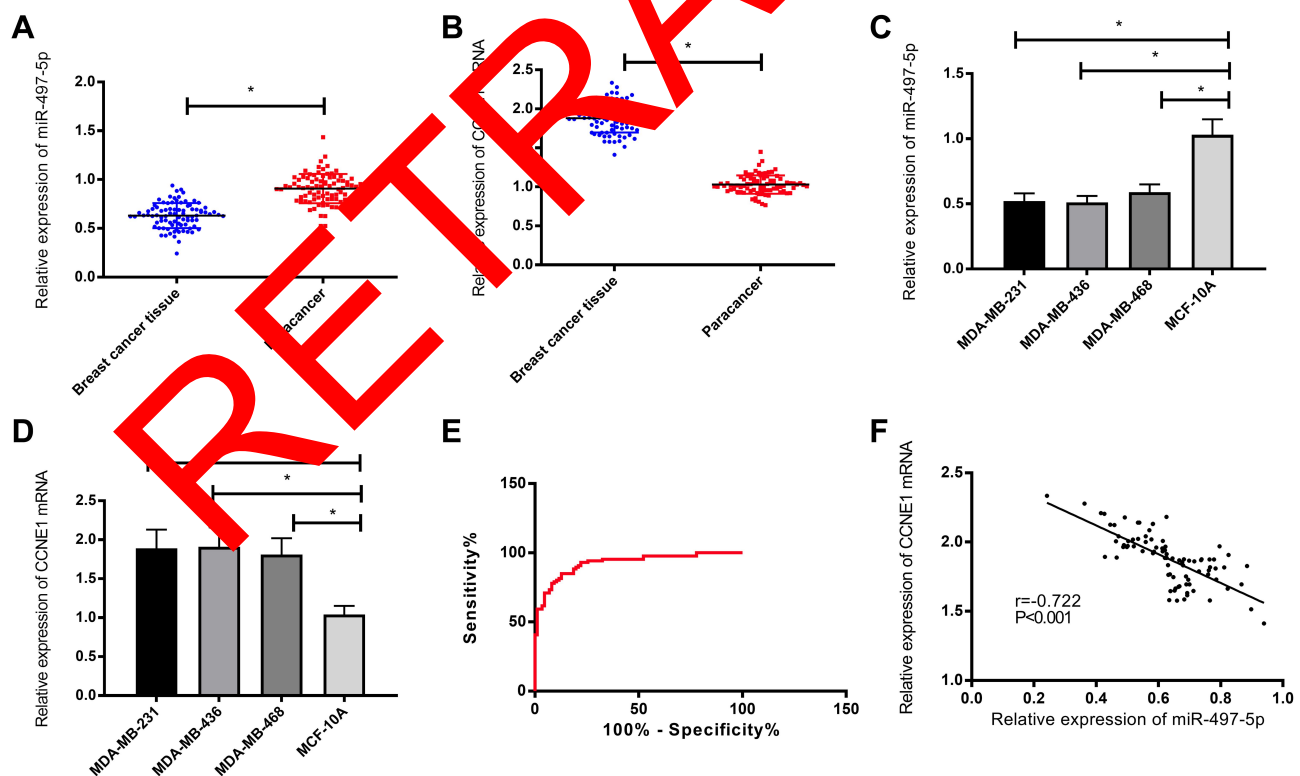 A
Relative expression of miR-497-5p
2.0
1.5
1.0
0.5
0.0
*
Breast cancer tissue
B
2.5
2.0
1.0
0.5
0.0
*
Breast cancer tissue
Paracancer
C
Relative expression of miR-497-5p
1.5
1.0
0.5
0.0
*
*
*
MDA-MB-231
MDA-MB-436
MDA-MB-468
MCF-10A
D
Relative expression of CCNE1 mRNA
2.5
2.0
1.5
1.0
0.5
0.0
*
*
MDA-MB-231
MDA-MB-436
MDA-MB-468
MCF-10A
E
Sensitivity%
150
100
50
0
0
50
100
150
100% - Specificity%
F
Relative expression of CCNE1 mRNA
2.5
2.0
1.5
1.0
r=-0.722
P<0.001
0.0
0.2
0.4
0.6
0.8
1.0
Relative expression of miR-497-5p
RETRA